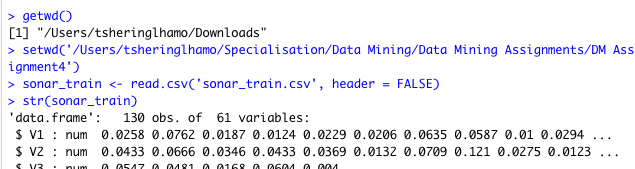 > getwd()
[1] "/Users/tsheringlhamo/Downloads"
> setwd('/Users/tsheringlhamo/Specialisation/Data Mining/Data Mining Assignments/DM Ass
ignment4')
> sonar_train <- read.csv('sonar_train.csv', header = FALSE)
> str(sonar_train)
'data.frame':   130 obs. of  61 variables:
 $ V1 : num  0.0258 0.0762 0.0187 0.0124 0.0229 0.0206 0.0635 0.0587 0.01 0.0294 ...
 $ V2 : num  0.0433 0.0666 0.0346 0.0433 0.0369 0.0132 0.0709 0.121 0.0275 0.0123 ...
 $ V3 : num  0.0547 0.0481 0.0168 0.0604 0.004